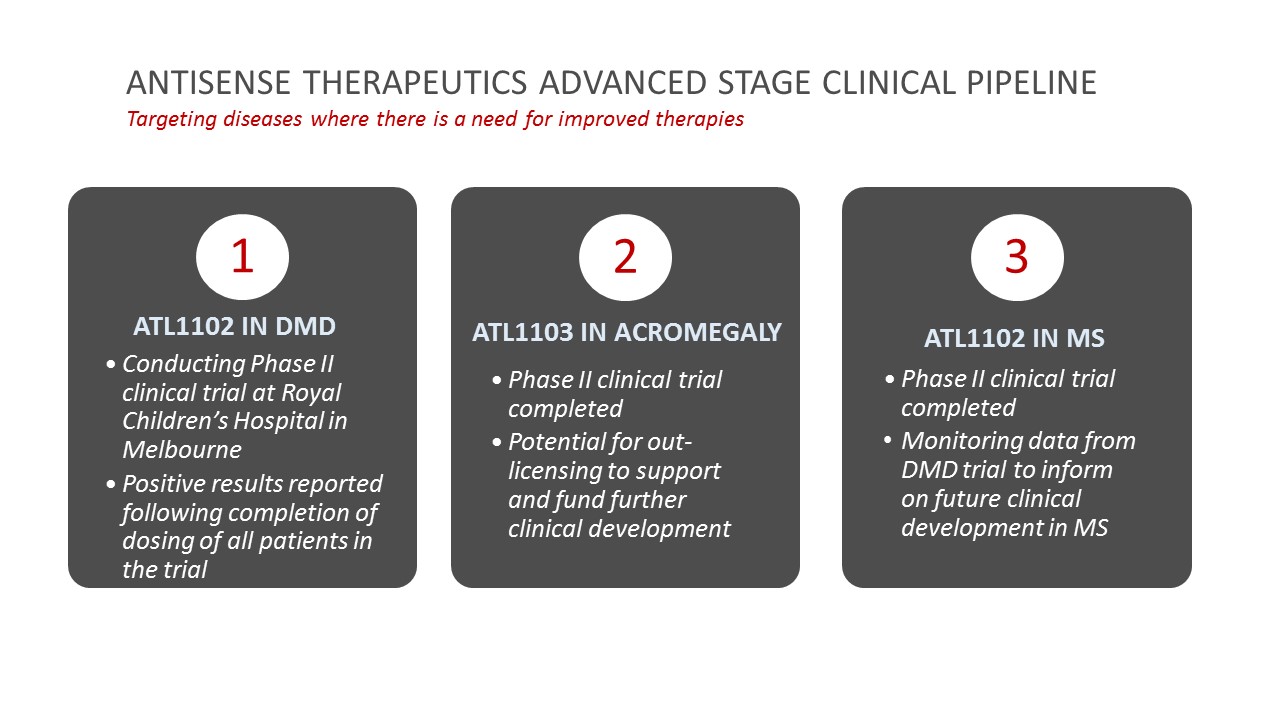 ANTISENSE THERAPEUTICS ADVANCED STAGE CLINICAL PIPELINE
Targeting diseases where there is a need for improved therapies
1
ATL1102 IN DMD
• Conducting Phase II
clinical trial at Royal
Children’s Hospital in
Melbourne
• Positive results reported
following completion of
dosing of all patients in
the trial
2
ATL1103 IN ACROMEGALY
• Phase II clinical trial
completed
• Potential for out-
licensing to support
and fund further
clinical development
3
ATL1102 IN MS
• Phase II clinical trial
completed
• Monitoring data from
DMD trial to inform
on future clinical
development in MS